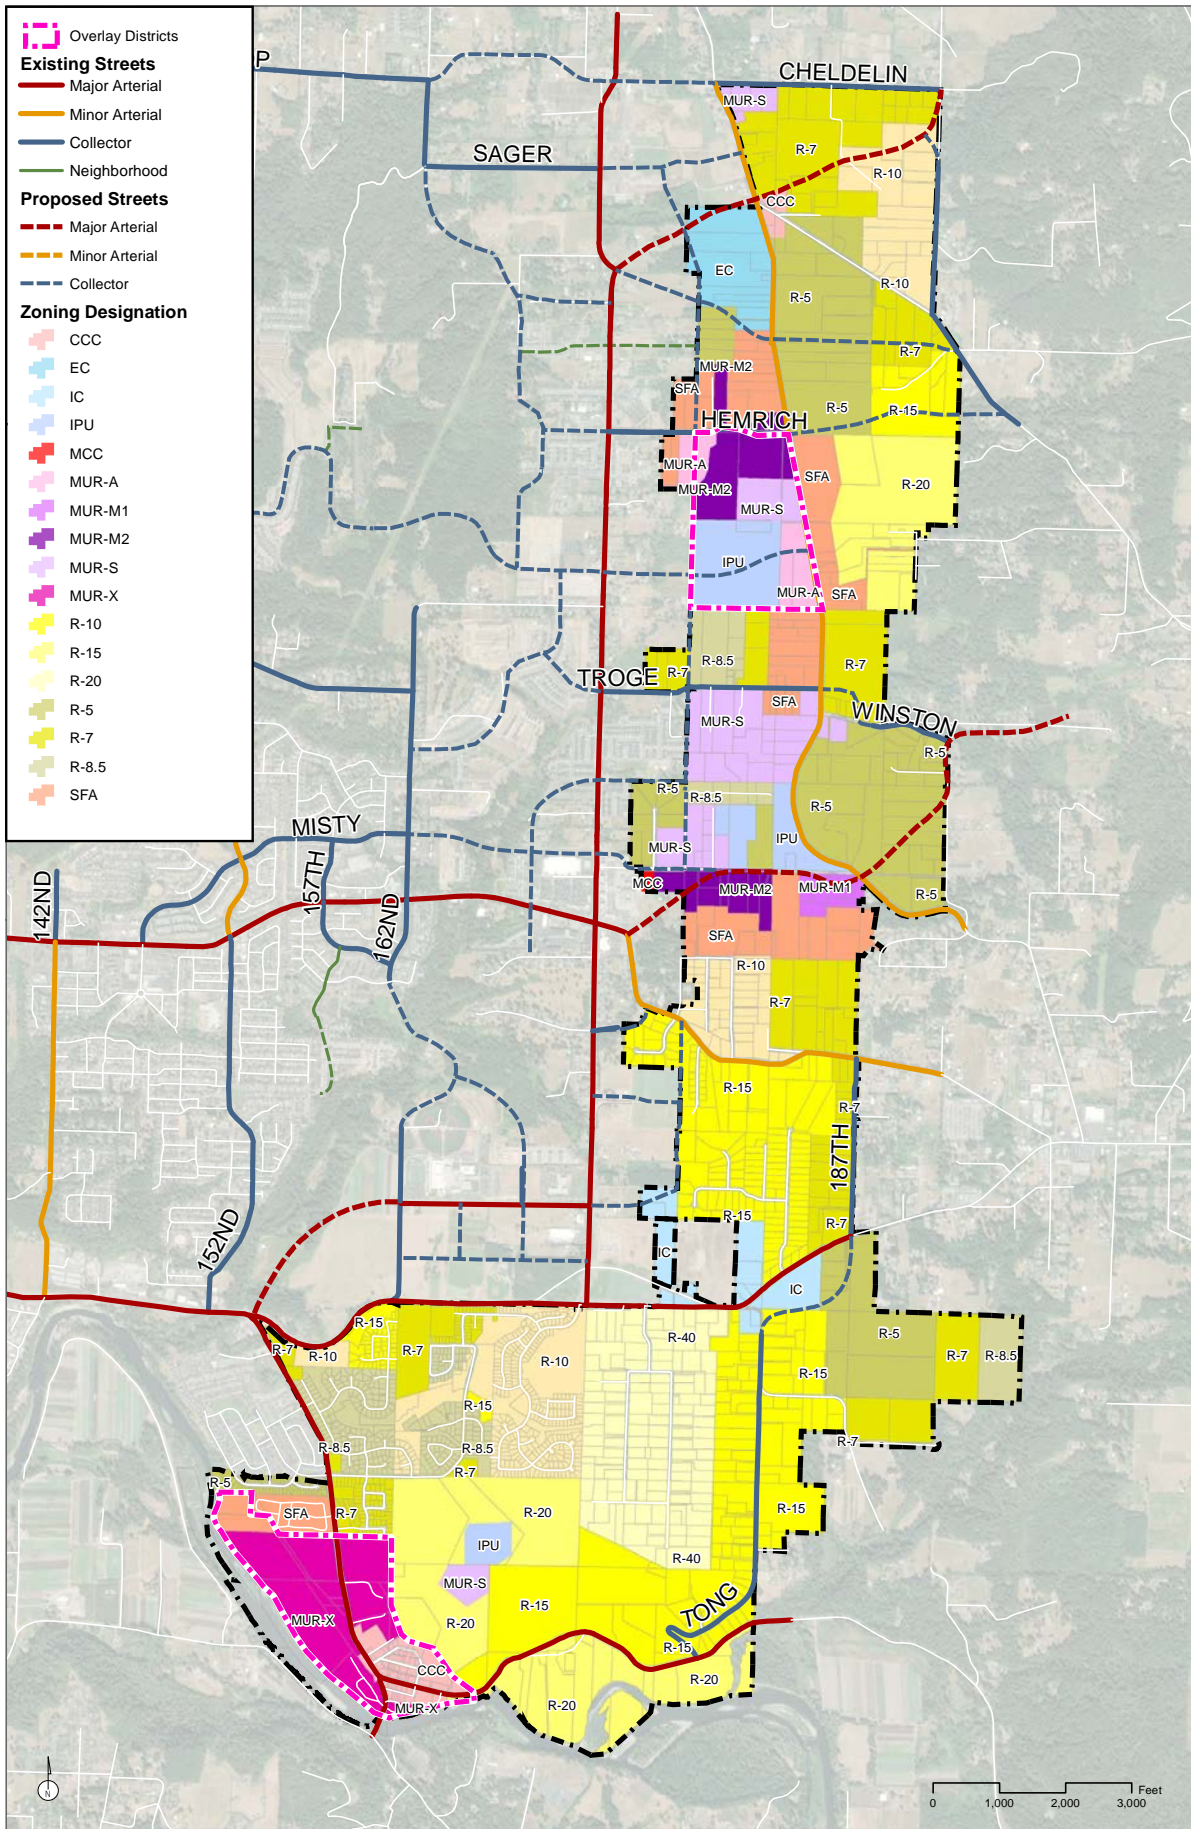 Overlay Districts
Existing Streets
Major Arterial
Minor Arterial
Collector
Neighborhood
Proposed Streets
Major Arterial
Minor Arterial
Collector
Zoning Designation
CCC
EC
IC
IPU
MCC
MUR-A
MUR-M1
MUR-M2
MUR-S
MUR-X
R-10
R-15
R-20
R-5
R-7
R-8.5
SFA
P
CHELDELIN
MUR-S
SAGER
R-7
R-10
CCC
EC
R-10
R-5
R-7
MUR-M2
SFA
R-5
R-15
HEMRICH
MUR-A
SFA
MUR-M2
R-20
MUR-S
IPU
MUR-A
SFA
R-8.5
R-7
R-7
TROGE
SFA
MUR-S
WINSTON
R-5
R-5
R-8.5
R-5
MISTY
IPU
MUR-S
157TH
142ND
162ND
MCC
MUR-M2
MUR-M1
R-5
SFA
R-10
R-7
R-15
R-7
187TH
R-15
R-7
152ND
IC
IC
R-15
R-40
R-5
R-7
R-10
R-7
R-10
R-7
R-8.5
R-15
R-15
R-8.5
R-8.5
R-7
R-7
R-5
SFA
R-7
R-20
R-15
IPU
R-40
MUR-S
R-15
TONG
MUR-X
R-20
R-15
CCC
R-20
MUR-X
R-20
N
Feet
0 1,000 2,000 3,000